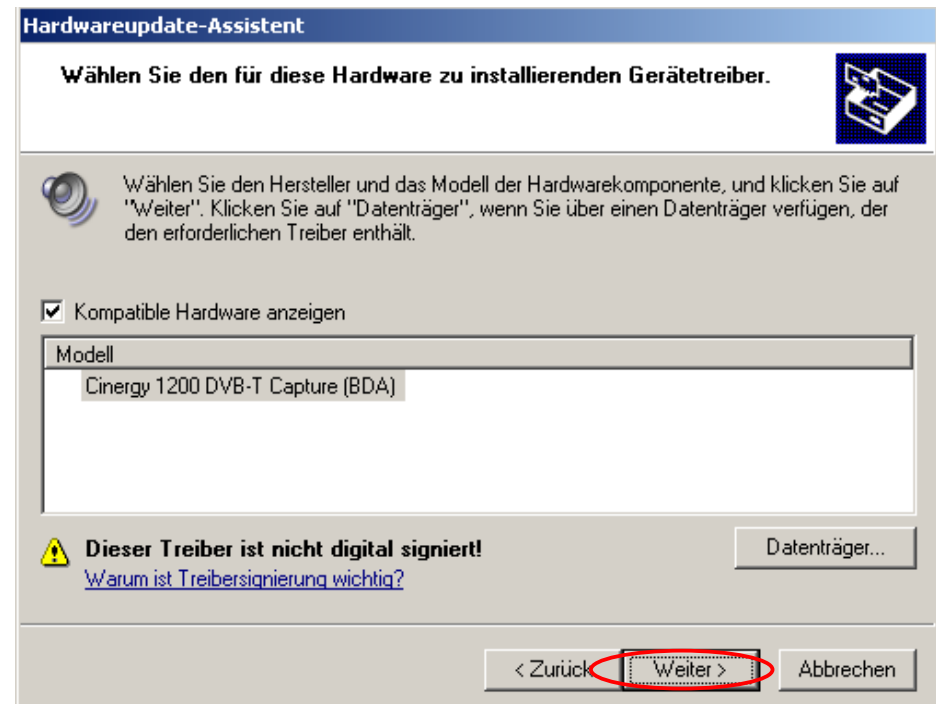 Hardwareupdate-Assistent
Wählen Sie den für diese Hardware zu installierenden Gerätetreiber.
Wählen Sie den Hersteller und das Modell der Hardwarekomponente, und klicken Sie auf
"Weiter". Klicken Sie auf "Datenträger", wenn Sie über einen Datenträger verfügen, der
den erforderlichen Treiber enthält.
Kompatible Hardware anzeigen
Modell
Cinergy 1200 DVB-T Capture (BDA)
Dieser Treiber ist nicht digital signiert!
Datenträger...
Warum ist Treibersignierung wichtig?
< Zurück
Weiter >
Abbrechen